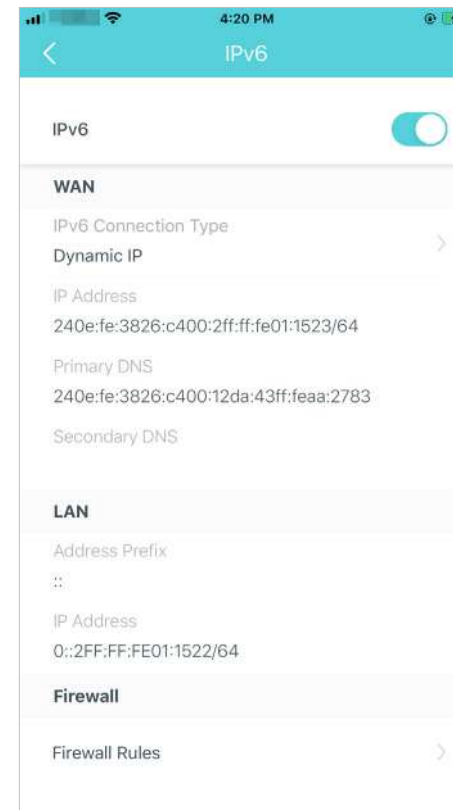 4:20 PM
IPv6
IPv6
WAN
IPv6 Connection Type
Dynamic IP
IP Address
240e:fe:3826:c400:2ff:ff:fe01:1523/64
Primary DNS
240e:fe:3826:c400:12da:43ff:feaa:2783
Secondary DNS
LAN
Address Prefix
::
IP Address
0::2FF:FF:FE01:1522/64
Firewall
Firewall Rules